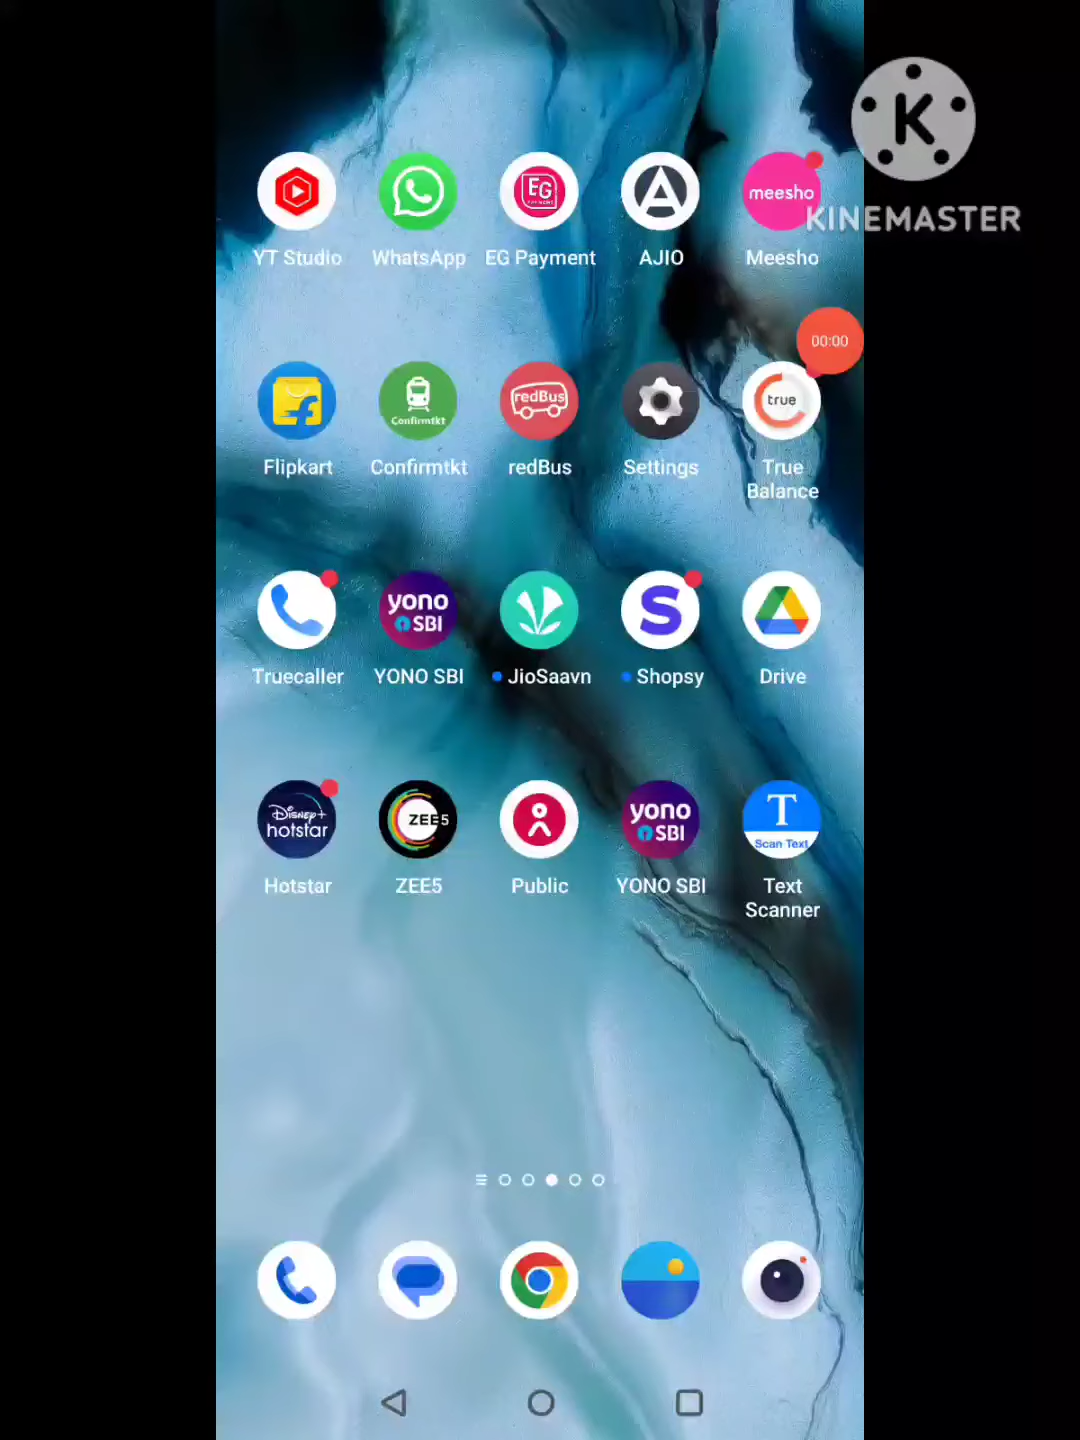 K
KINEMASTER
EG
PAYMENT
meesho
YT Studio
WhatsApp
EG Payment
AJIO
Meesho
00:00
Confirmtkt
redBus
true
Flipkart
Confirmtkt
redBus
Settings
True
Balance
yono
SBI
S
Truecaller
YONO SBI
JioSaavn
Shopsy
Drive
Disney+
hotstar
ZEE5
yono
SBI
T
Scan Text
Hotstar
ZEE5
Public
YONO SBI
Text
Scanner